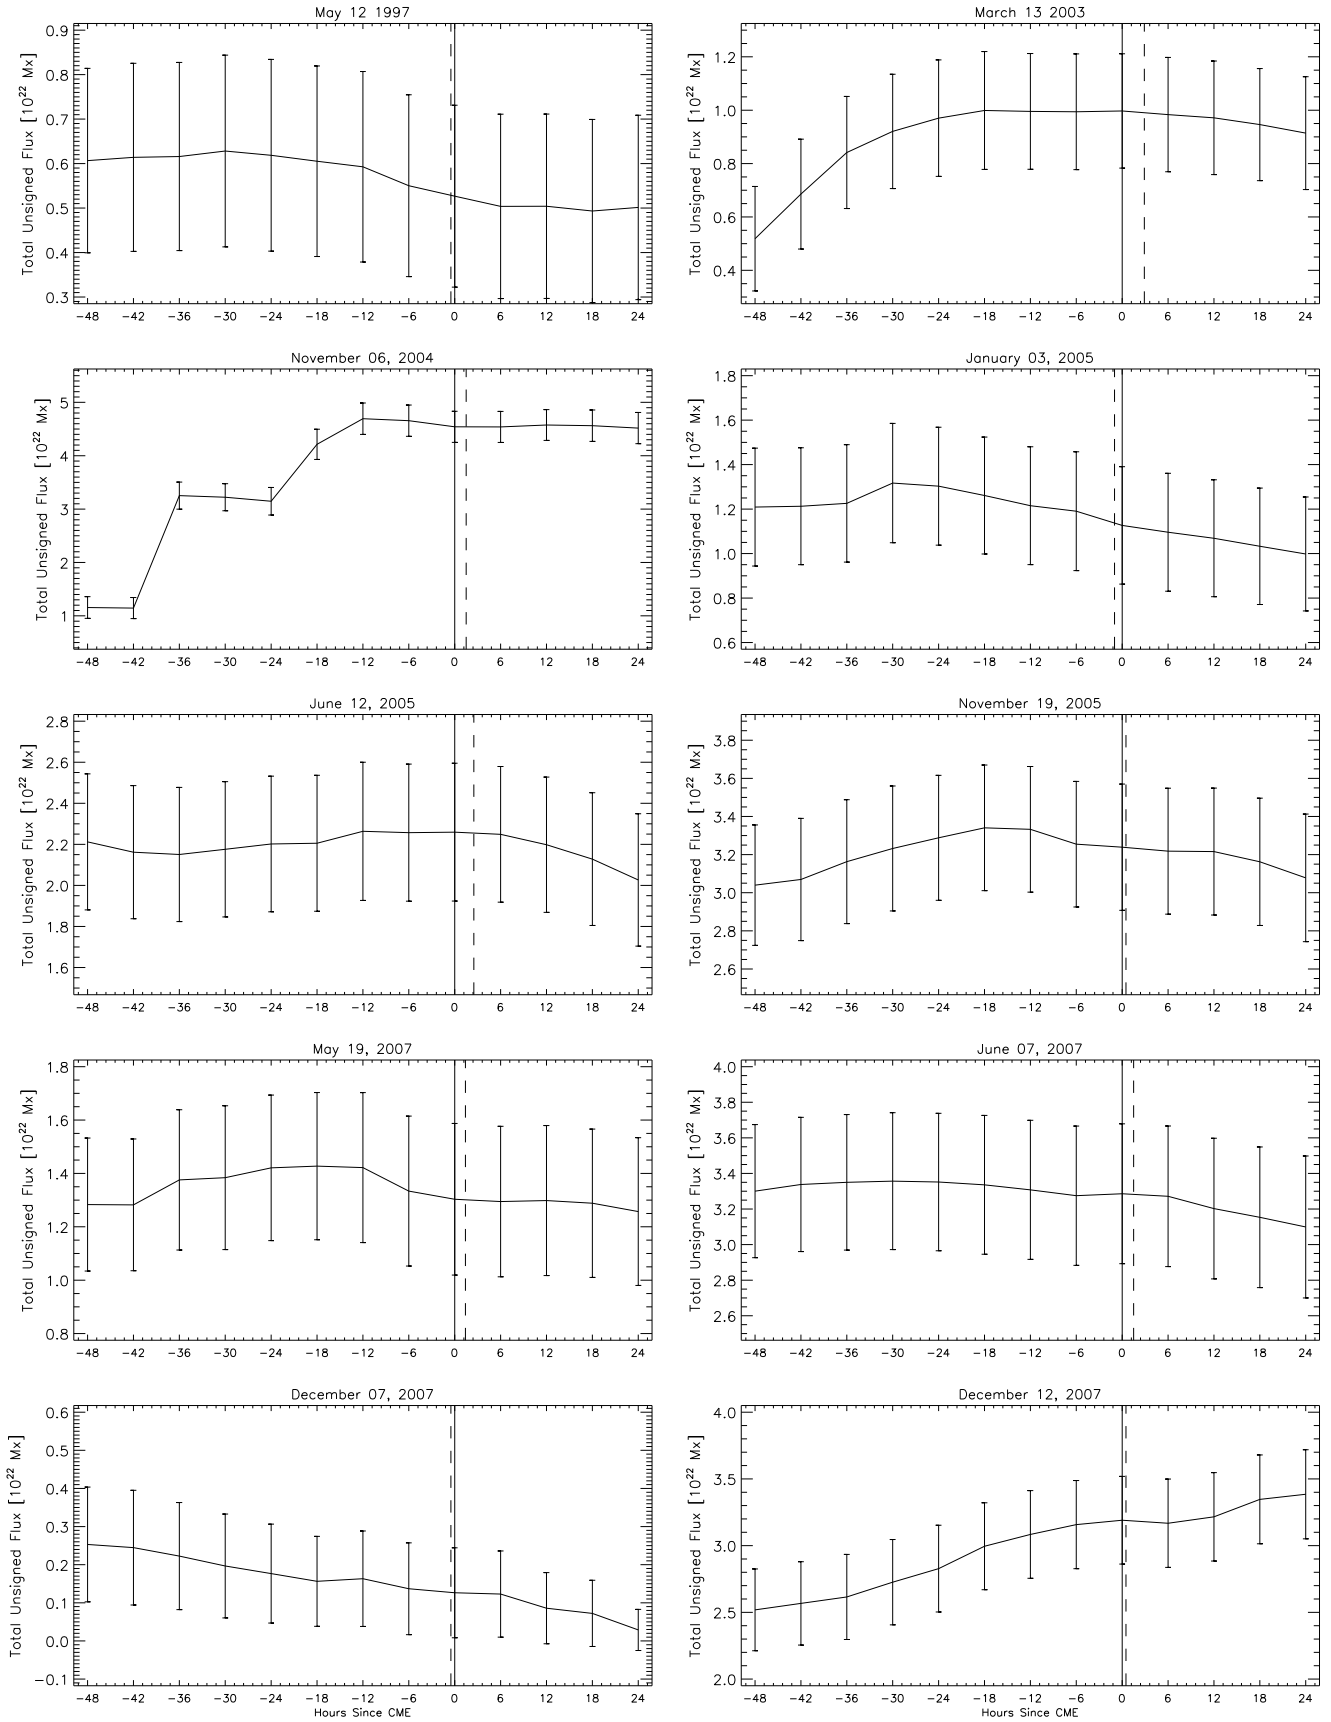 May 12 1997
Total Unsigned Flux [10²² Mx]
0.9
0.8
0.7
0.6
0.5
0.4
0.3
−48 −42 −36 −30 −24 −18 −12 −6 0 6 12 18 24
March 13 2003
Total Unsigned Flux [10²² Mx]
1.2
1.0
0.8
0.6
0.4
−48 −42 −36 −30 −24 −18 −12 −6 0 6 12 18 24
November 06, 2004
Total Unsigned Flux [10²² Mx]
5
4
3
2
1
−48 −42 −36 −30 −24 −18 −12 −6 0 6 12 18 24
January 03, 2005
Total Unsigned Flux [10²² Mx]
1.8
1.6
1.4
1.2
1.0
0.8
0.6
−48 −42 −36 −30 −24 −18 −12 −6 0 6 12 18 24
June 12, 2005
Total Unsigned Flux [10²² Mx]
2.8
2.6
2.4
2.2
2.0
1.8
1.6
−48 −42 −36 −30 −24 −18 −12 −6 0 6 12 18 24
November 19, 2005
Total Unsigned Flux [10²² Mx]
3.8
3.6
3.4
3.2
3.0
2.8
2.6
−48 −42 −36 −30 −24 −18 −12 −6 0 6 12 18 24
May 19, 2007
Total Unsigned Flux [10²² Mx]
1.8
1.6
1.4
1.2
1.0
0.8
−48 −42 −36 −30 −24 −18 −12 −6 0 6 12 18 24
June 07, 2007
Total Unsigned Flux [10²² Mx]
4.0
3.8
3.6
3.4
3.2
3.0
2.8
2.6
−48 −42 −36 −30 −24 −18 −12 −6 0 6 12 18 24
December 07, 2007
Total Unsigned Flux [10²² Mx]
0.6
0.5
0.4
0.3
0.2
0.1
0.0
−0.1
−48 −42 −36 −30 −24 −18 −12 −6 0 6 12 18 24
Hours Since CME
December 12, 2007
Total Unsigned Flux [10²² Mx]
4.0
3.5
3.0
2.5
2.0
−48 −42 −36 −30 −24 −18 −12 −6 0 6 12 18 24
Hours Since CME